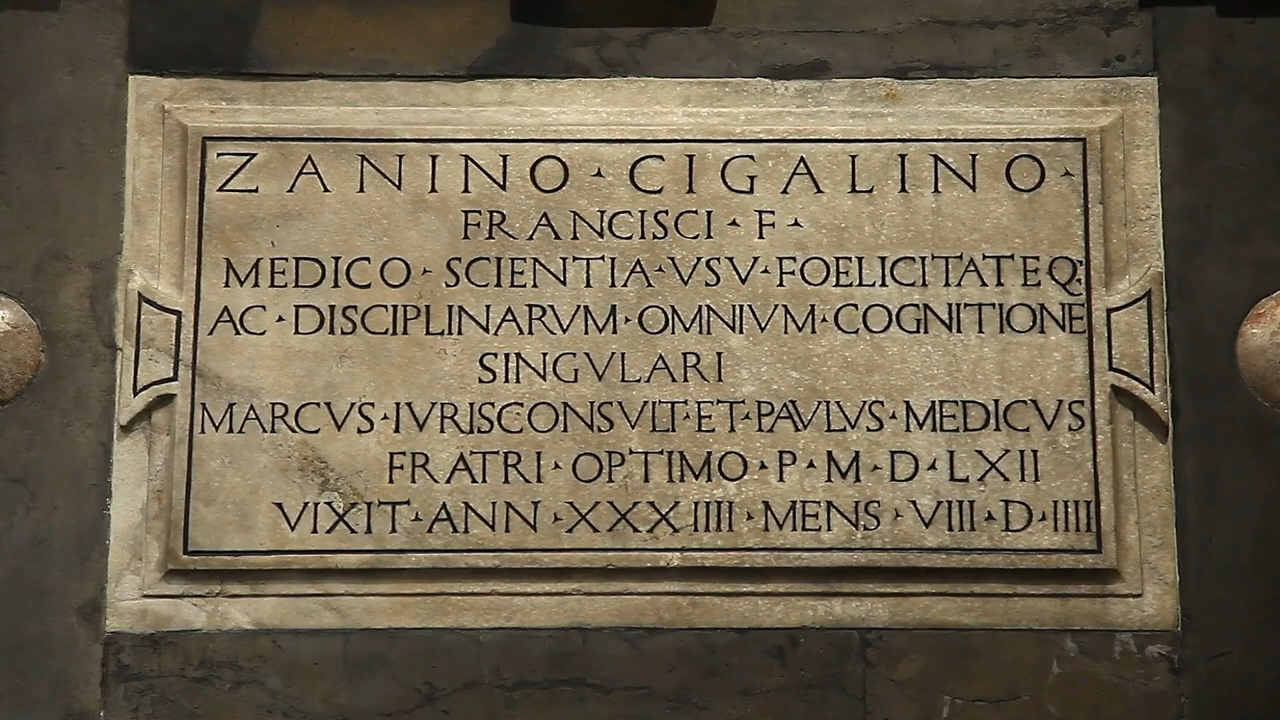 ZANINO · CIGALINO ·
FRANCISCI · F ·
MEDICO · SCIENTIA · VSV · FOELICITATEQ:
AC · DISCIPLINARVM · OMNIVM · COGNITIONE
SINGVLARI
MARCVS · IVRISCONSVLT · ET · PAVLVS · MEDICVS
FRATRI · OPTIMO · P · M · D · LXII
VIXIT · ANN · XXXIIII · MENS · VIII · D · IIII